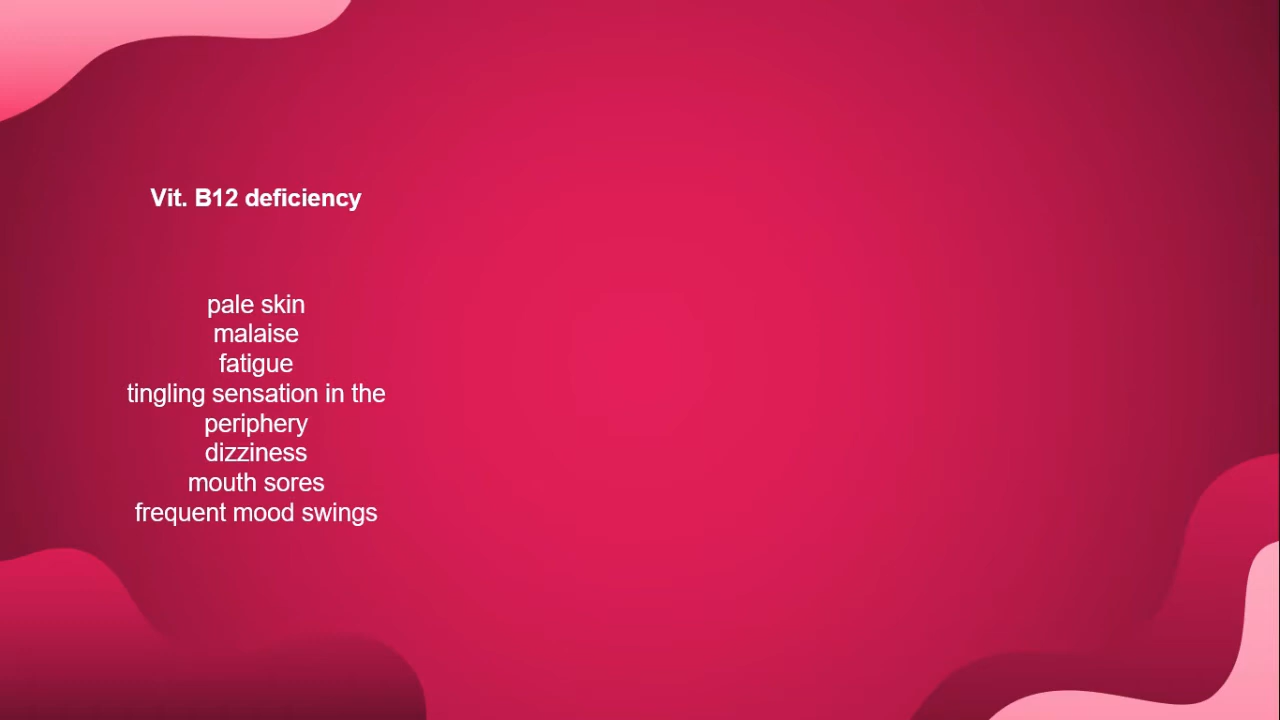 Vit. B12 deficiency
pale skin
malaise
fatigue
tingling sensation in the
periphery
dizziness
mouth sores
frequent mood swings